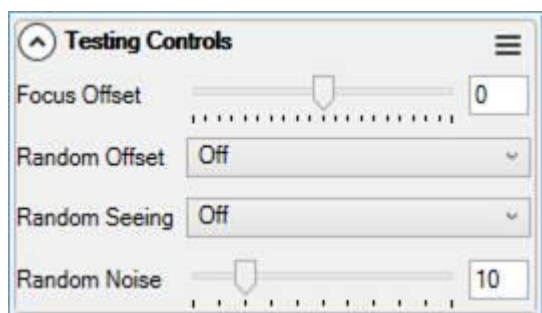 Testing Controls
Focus Offset 0
Random Offset Off
Random Seeing Off
Random Noise 10